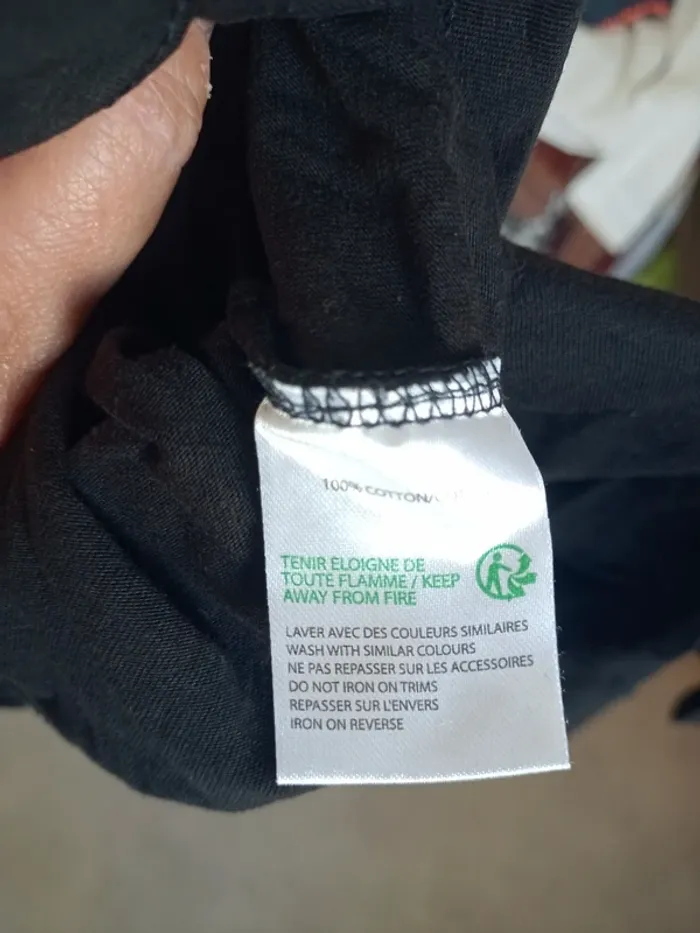 100% COTTON/
TENIR ELOIGNE DE
TOUTE FLAMME / KEEP
AWAY FROM FIRE
LAVER AVEC DES COULEURS SIMILAIRES
WASH WITH SIMILAR COLOURS
NE PAS REPASSER SUR LES ACCESSOIRES
DO NOT IRON ON TRIMS
REPASSER SUR L'ENVERS
IRON ON REVERSE